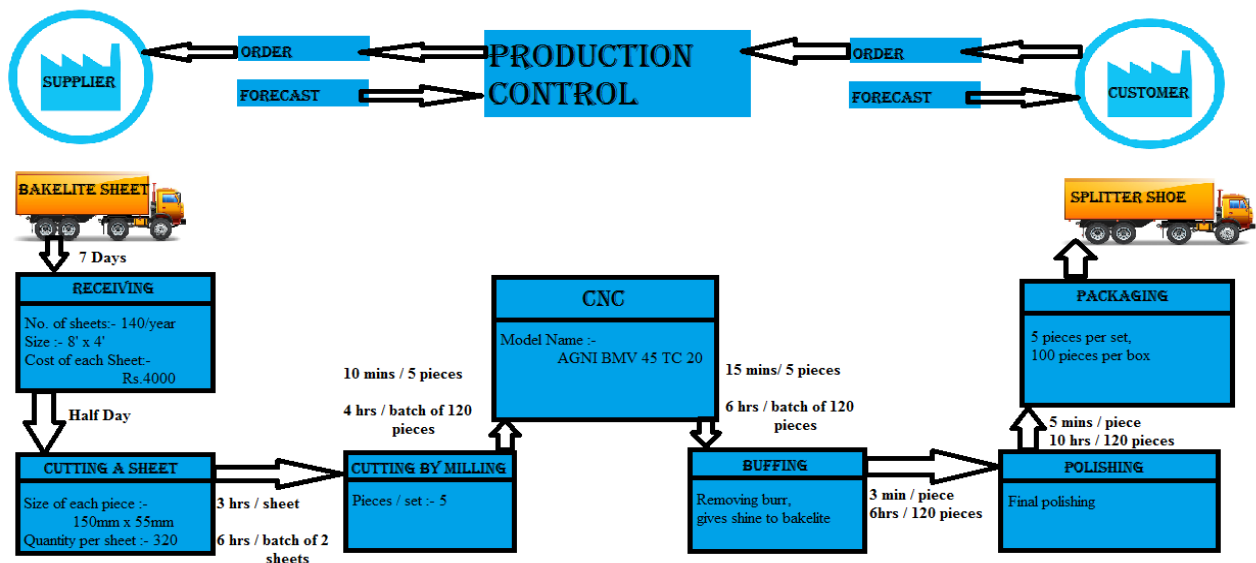 SUPPLIER
ORDER
FORECAST
PRODUCTION
CONTROL
ORDER
FORECAST
CUSTOMER
BAKELITE SHEET
SPLITTER SHOE
7 Days
RECEIVING
No. of sheets:- 140/year
Size :- 8' x 4'
Cost of each Sheet:-
Rs.4000
Half Day
CUTTING A SHEET
Size of each piece :-
150mm x 55mm
Quantity per sheet :- 320
3 hrs / sheet
6 hrs / batch of 2
sheets
CUTTING BY MILLING
Pieces / set :- 5
10 mins / 5 pieces
4 hrs / batch of 120
pieces
CNC
Model Name :-
AGNI BMV 45 TC 20
15 mins/ 5 pieces
6 hrs / batch of 120
pieces
BUFFING
Removing burr,
gives shine to bakelite
3 min / piece
6hrs / 120 pieces
POLISHING
Final polishing
5 mins / piece
10 hrs / 120 pieces
PACKAGING
5 pieces per set,
100 pieces per box